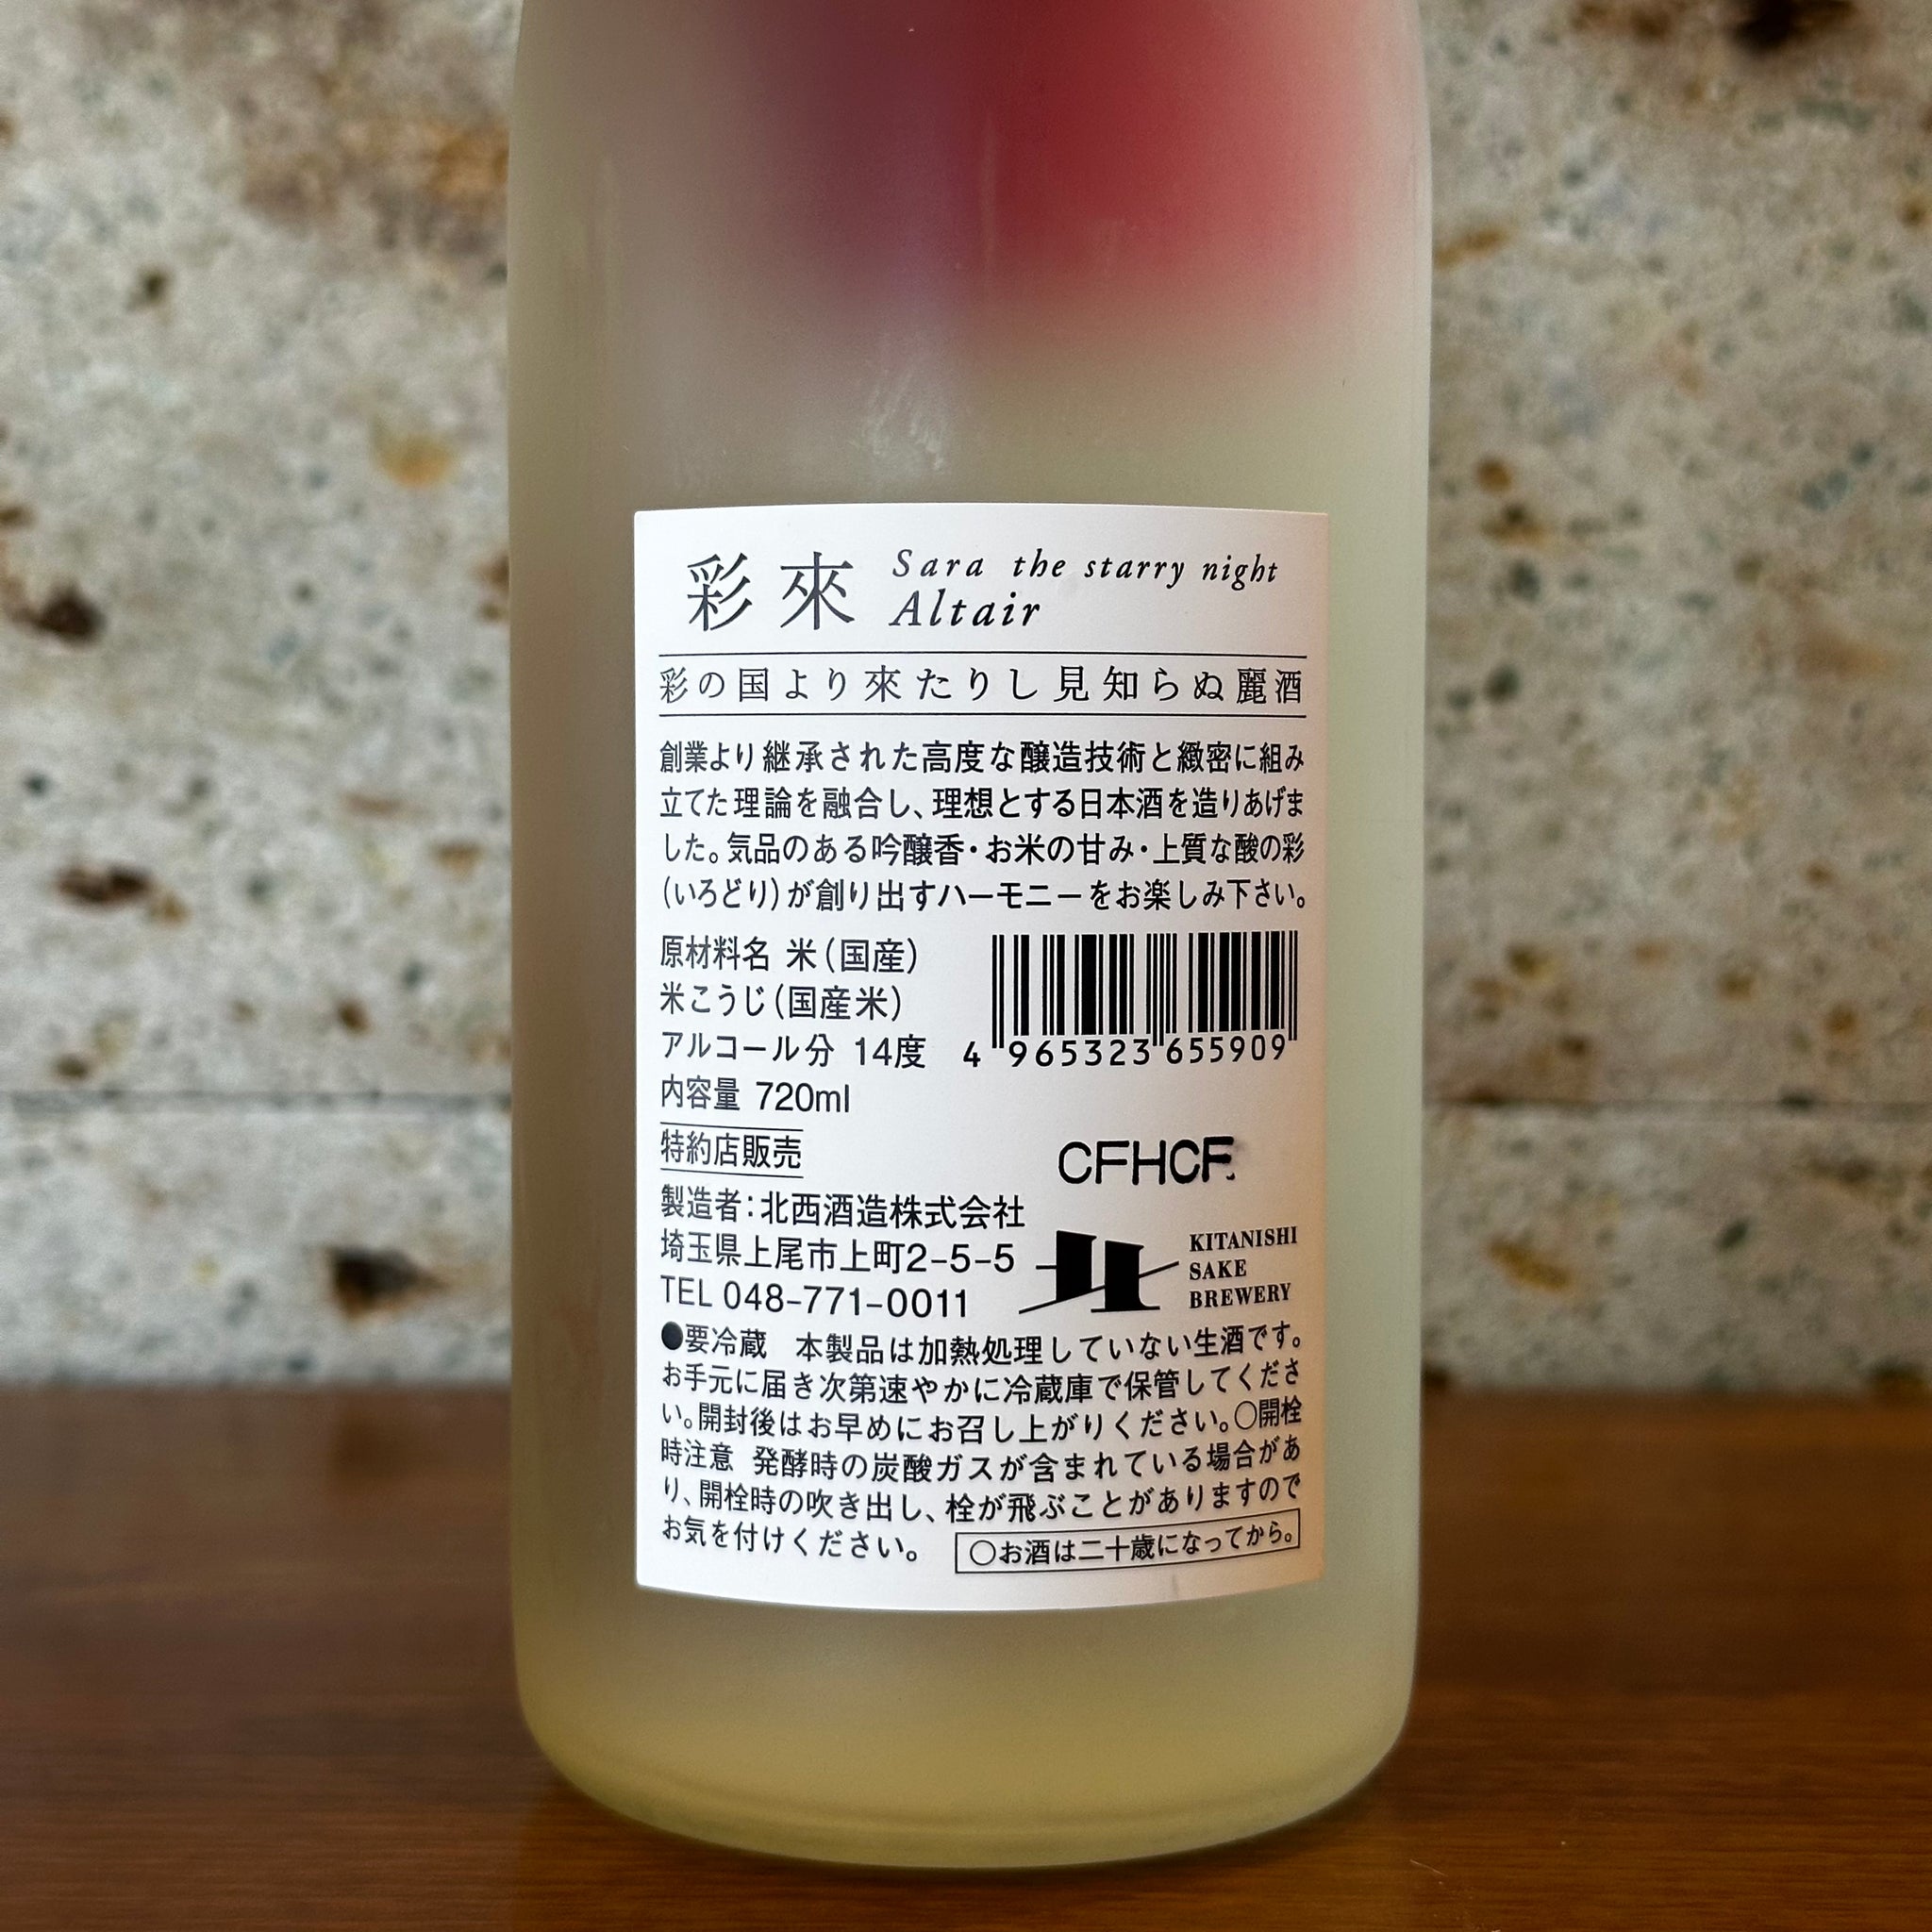 彩來 Sara the starry night
Altair
彩の国より來たりし見知らぬ麗酒
創業より継承された高度な醸造技術と緻密に組み
立てた理論を融合し、理想とする日本酒を造りあげま
した。気品のある吟醸香・お米の甘み・上質な酸の彩
(いろどり)が創り出すハーモニーをお楽しみ下さい。
原材料名 米(国産)
米こうじ(国産米)
アルコール分 14度
内容量 720ml
4 965323 655909
特約店販売
CFHCF
製造者:北西酒造株式会社
埼玉県上尾市上町2-5-5
TEL 048-771-0011
KITANISHI
SAKE
BREWERY
●要冷蔵 本製品は加熱処理していない生酒です。
お手元に届き次第速やかに冷蔵庫で保管してくださ
い。開封後はお早めにお召し上がりください。○開栓
時注意 発酵時の炭酸ガスが含まれている場合があ
り、開栓時の吹き出し、栓が飛ぶことがありますので
お気を付けください。
○お酒は二十歳になってから。